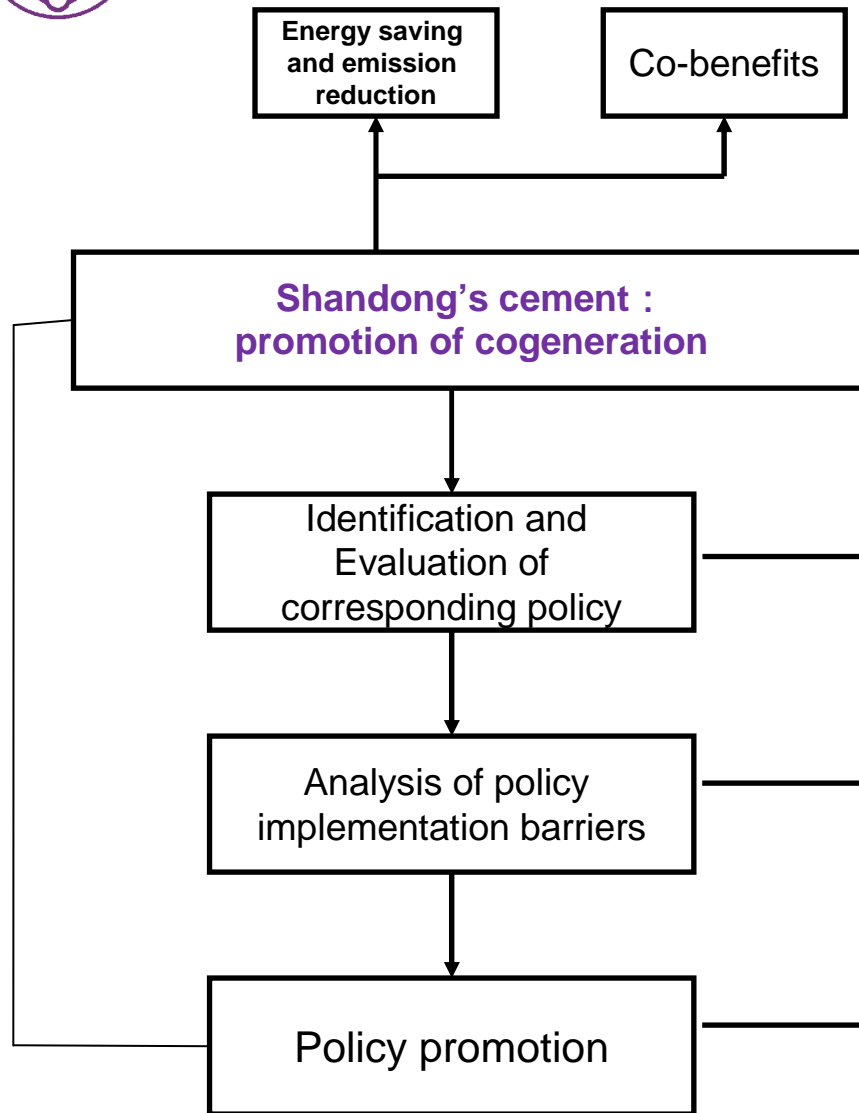 Energy saving
and emission
reduction
Co-benefits
Shandong’s cement：
promotion of cogeneration
Identification and
Evaluation of
corresponding policy
Analysis of policy
implementation barriers
Policy promotion